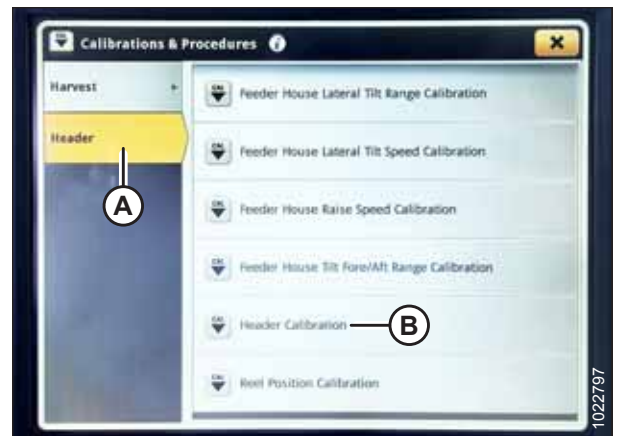 Calibrations & Procedures i
Harvest
Header
A
Feeder House Lateral Tilt Range Calibration
Feeder House Lateral Tilt Speed Calibration
Feeder House Raise Speed Calibration
Feeder House Tilt Fore/Aft Range Calibration
Header Calibration
B
Reel Position Calibration
1022797